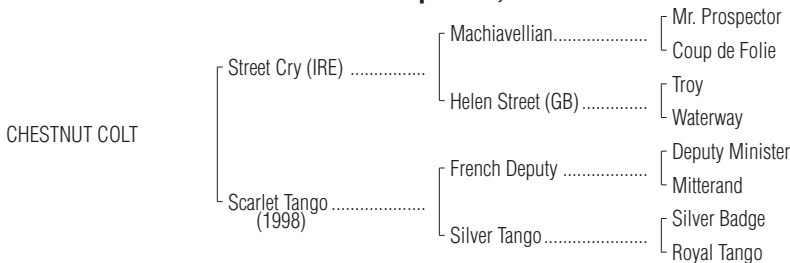 Mr. Prospector
Machiavellian....................
Coup de Folie
Street Cry (IRE) ................
Troy
Helen Street (GB)..............
Waterway
CHESTNUT COLT
Deputy Minister
French Deputy ..................
Mitterand
Scarlet Tango....................
(1998)
Silver Badge
Silver Tango......................
Royal Tango